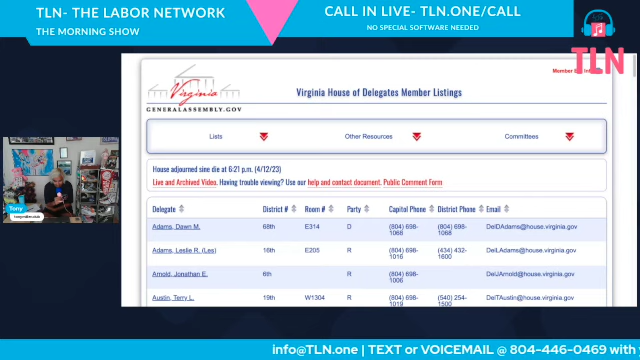 TLN- THE LABOR NETWORK
THE MORNING SHOW
CALL IN LIVE- TLN.ONE/CALL
NO SPECIAL SOFTWARE NEEDED
TLN
Virginia
GENERALASSEMBLY.GOV
Virginia House of Delegates Member Listings
Lists Other Resources Committees
House adjourned sine die at 6:21 p.m. (4/12/23)
Live and Archived Video. Having trouble viewing? Use our help and contact document. Public Comment Form
Delegate District # Room # Party Capitol Phone District Phone Email
Adams, Dawn M. 68th E314 D (804) 698-1068 (804) 698-1068 DelDAdams@house.virginia.gov
Adams, Leslie R. (Les) 16th E205 R (804) 698-1016 (434) 432-1600 DelLAdams@house.virginia.gov
Arnold, Jonathan E. 6th R (804) 698-1006 DelJArnold@house.virginia.gov
Austin, Terry L. 19th W1304 R (804) 698-1019 (540) 254-1500 DelTAustin@house.virginia.gov
Tony
info@TLN.one | TEXT or VOICEMAIL @ 804-446-0469 with